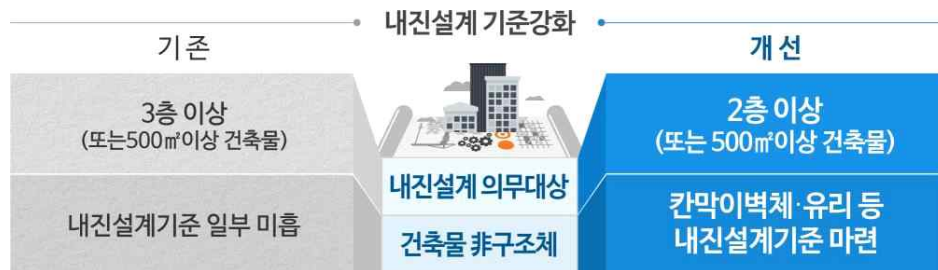 내진설계 기준강화
기 존
개 선
3층 이상
(또는500㎡이상 건축물)
내진설계 의무대상
2층 이상
(또는 500㎡이상 건축물)
내진설계기준 일부 미흡
건축물 非구조체
칸막이벽체·유리 등
내진설계기준 마련